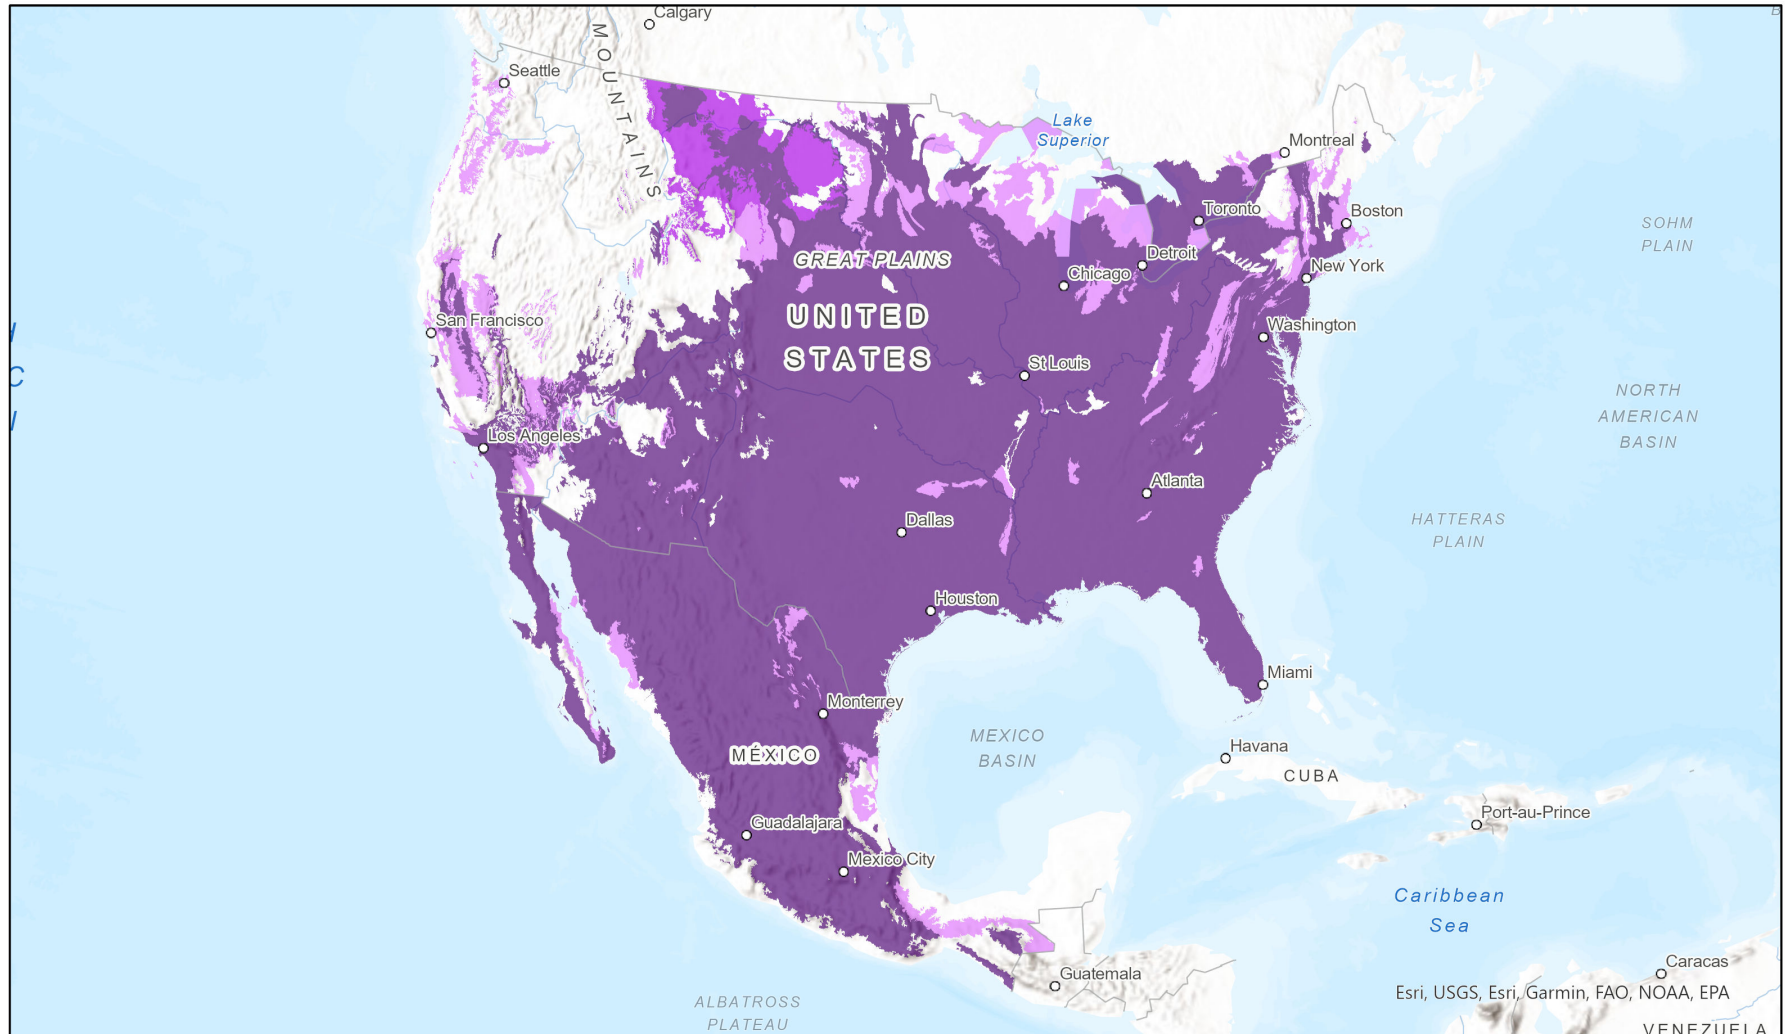 Calgary
MOUNTAINS
Seattle
Lake
Superior
Montreal
Toronto
Boston
SOHM
PLAIN
GREAT PLAINS
Detroit
New York
Chicago
UNITED
STATES
San Francisco
Washington
St Louis
C
NORTH
AMERICAN
BASIN
Los Angeles
Atlanta
Dallas
HATTERAS
PLAIN
Houston
Miami
Monterrey
MEXICO
BASIN
MÉXICO
Havana
CUBA
Guadalajara
Port-au-Prince
Mexico City
Caribbean
Sea
Guatemala
Caracas
Esri, USGS, Esri, Garmin, FAO, NOAA, EPA
ALBATROSS
PLATEAU
VENEZUELA